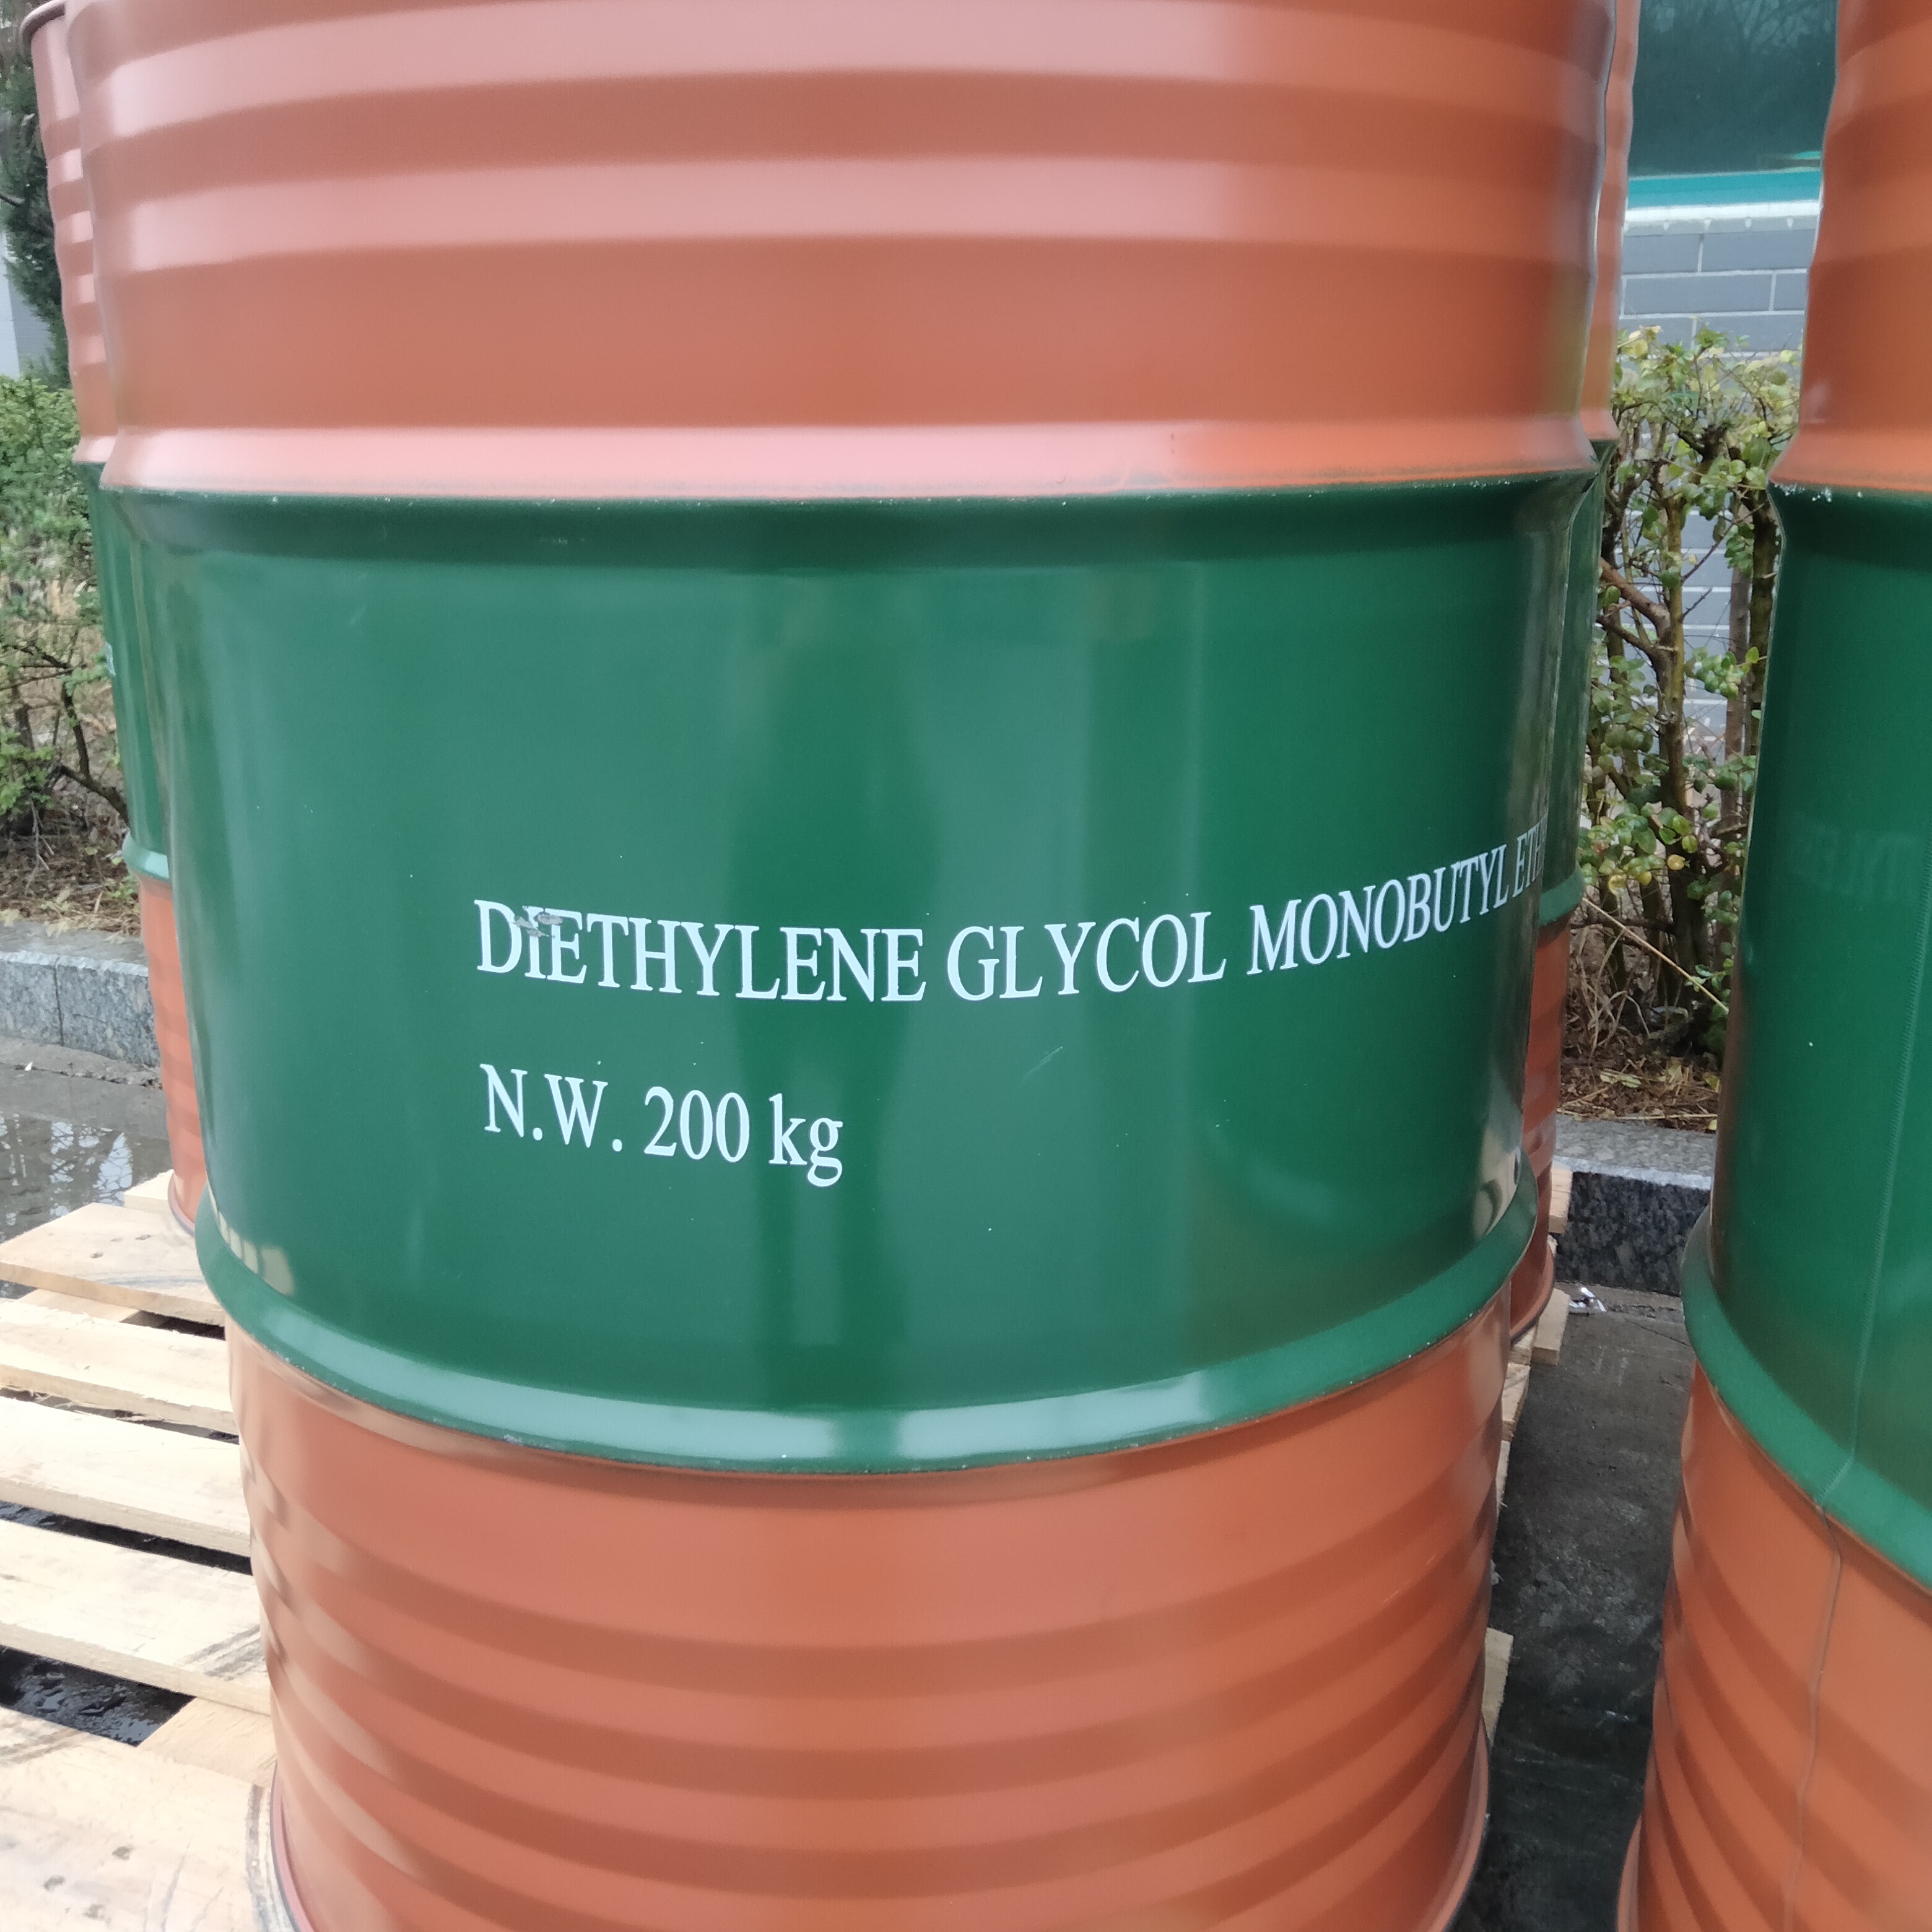 DIETHYLENE GLYCOL MONOBUTYL
N.W. 200 kg